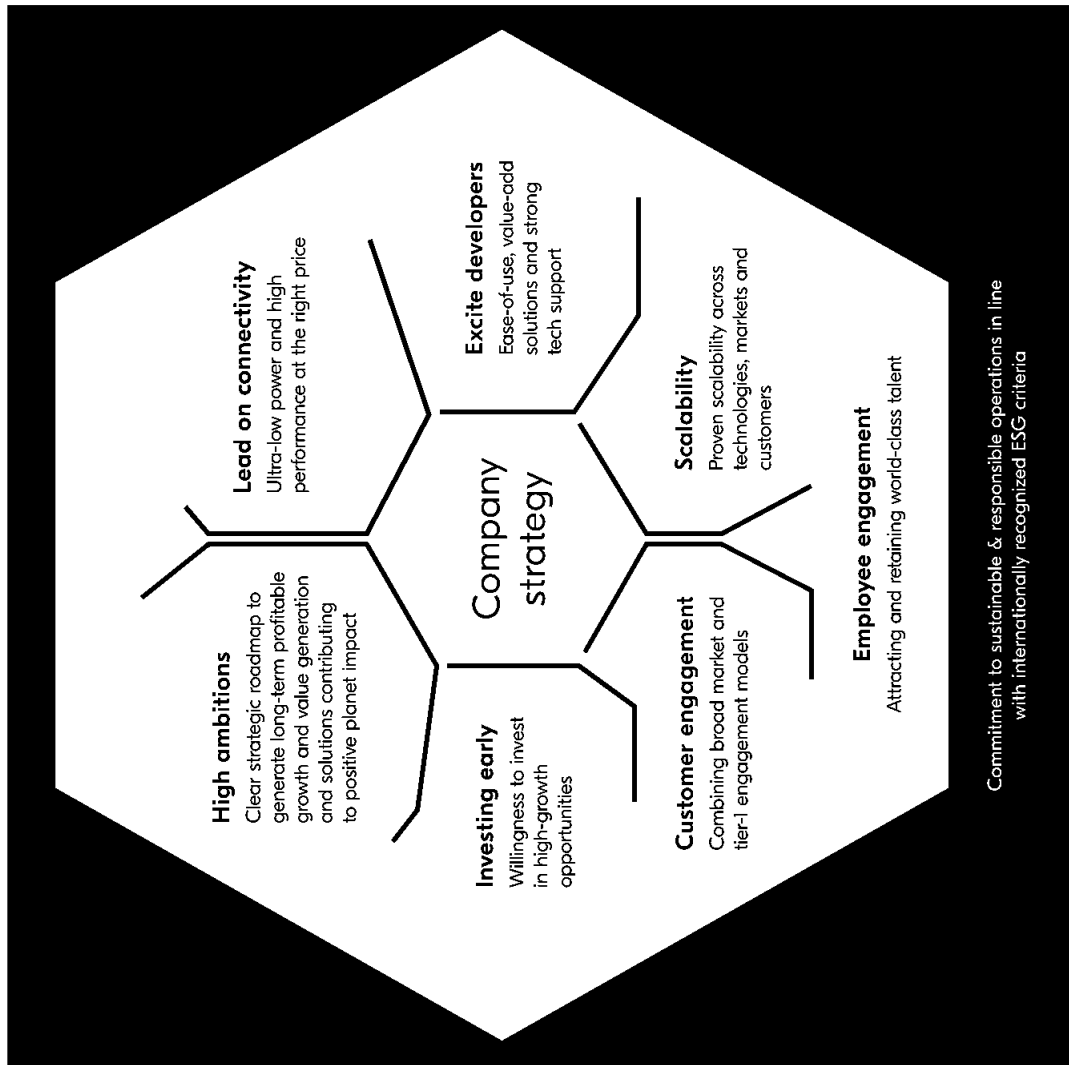 High ambitions
Clear strategic roadmap to
generate long-term profitable
growth and value generation
and solutions contributing
to positive planet impact
Lead on connectivity
Ultra-low power and high
performance at the right price
Investing early
Willingness to invest
in high-growth
opportunities
Company
strategy
Excite developers
Ease-of-use, value-add
solutions and strong
tech support
Customer engagement
Combining broad market and
tier-1 engagement models
Scalability
Proven scalability across
technologies, markets and
customers
Employee engagement
Attracting and retaining world-class talent
Commitment to sustainable & responsible operations in line
with internationally recognized ESG criteria